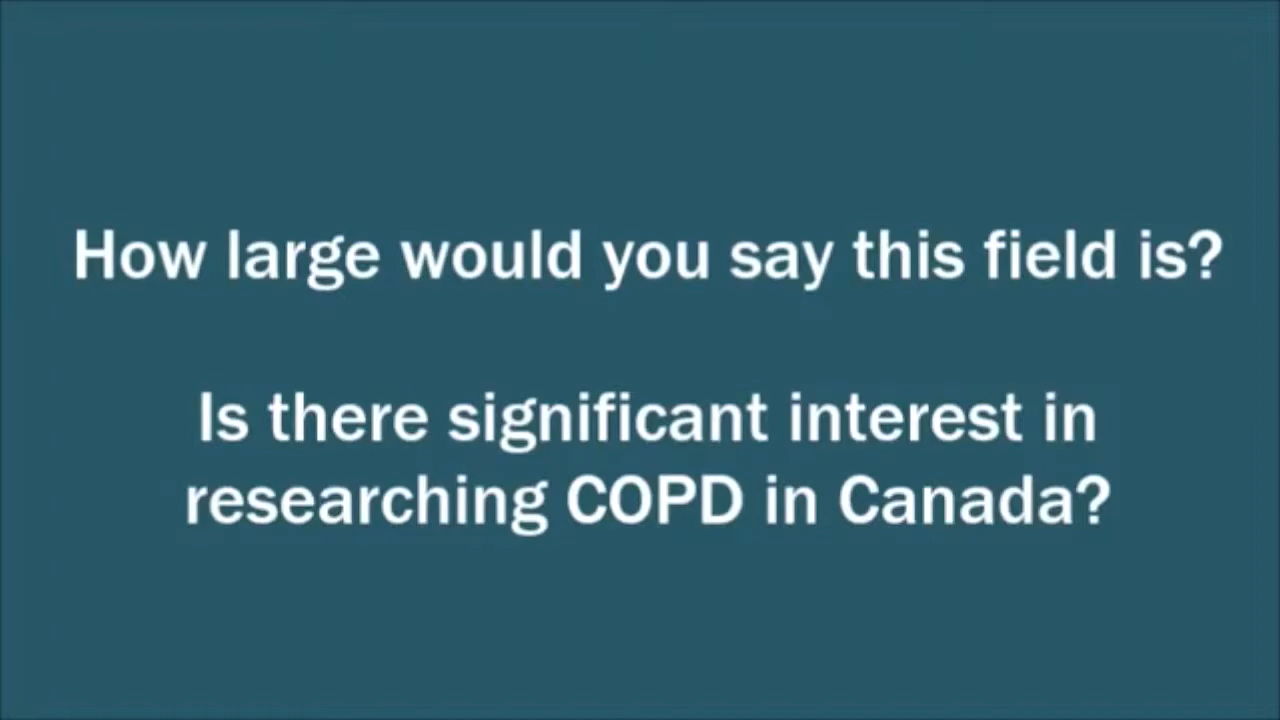 How large would you say this field is?
Is there significant interest in
researching COPD in Canada?